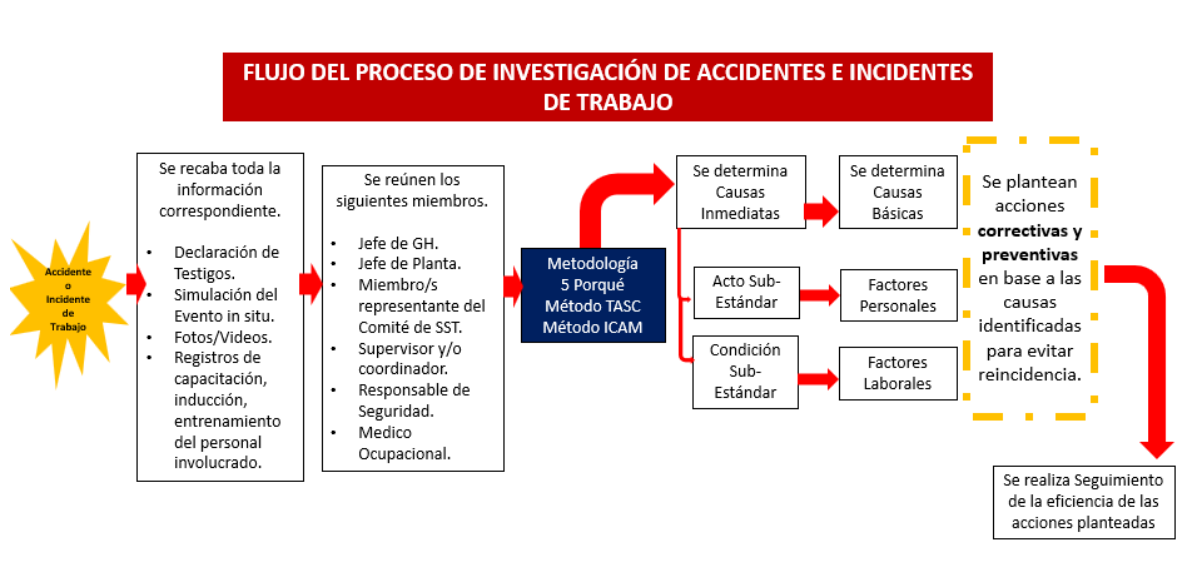 FLUJO DEL PROCESO DE INVESTIGACIÓN DE ACCIDENTES E INCIDENTES
DE TRABAJO
Accidente
o
Incidente
de
Trabajo
Se recaba toda la
información
correspondiente.
• Declaración de
Testigos.
• Simulación del
Evento in situ.
• Fotos/Videos.
• Registros de
capacitación,
inducción,
entrenamiento
del personal
involucrado.
Se reúnen los
siguientes miembros.
• Jefe de GH.
• Jefe de Planta.
• Miembro/s
representante del
Comité de SST.
• Supervisor y/o
coordinador.
• Responsable de
Seguridad.
• Medico
Ocupacional.
Metodología
5 Porqué
Método TASC
Método ICAM
Se determina
Causas
Inmediatas
Se determina
Causas
Básicas
Acto Sub-
Estándar
Factores
Personales
Condición
Sub-
Estándar
Factores
Laborales
Se plantean
acciones
correctivas y
preventivas
en base a las
causas
identificadas
para evitar
reincidencia.
Se realiza Seguimiento
de la eficiencia de las
acciones planteadas